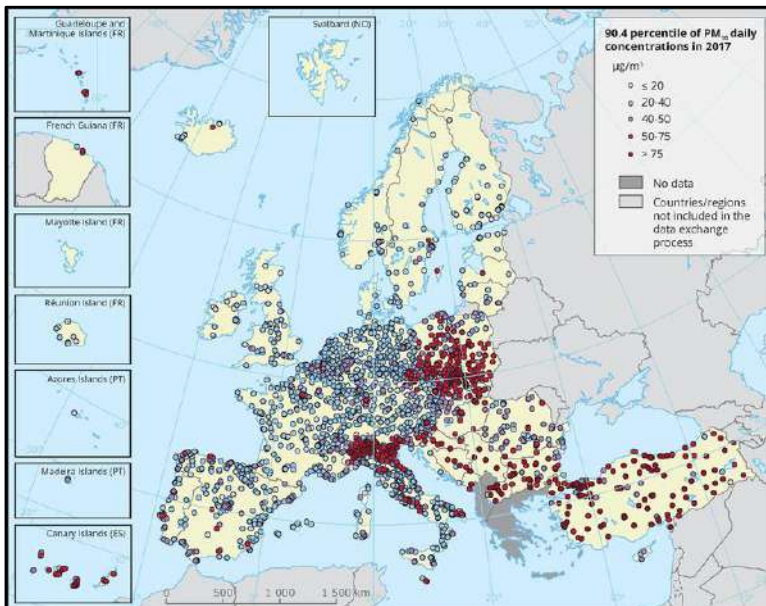 Guadeloupe and
Martinique Islands (FR)
Svalbard (NO)
90.4 percentile of PM₁₀ daily
concentrations in 2017
µg/m³
≤ 20
20-40
40-50
50-75
> 75
No data
Countries/regions
not included in the
data exchange
process
French Guiana (FR)
Mayotte Island (FR)
Réunion Island (FR)
Azores Islands (PT)
Madeira Islands (PT)
Canary Islands (ES)
0 500 1 000 1 500 km